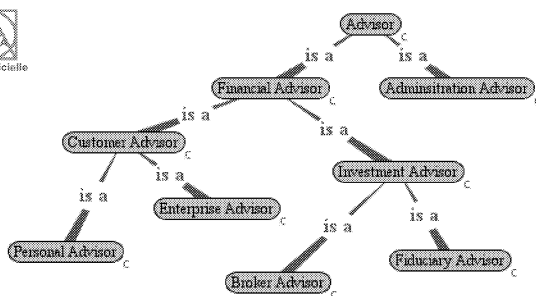 Advisor
C
is a
is a
cielle
Financial Advisor
C
Adminsitration Advisor
C
is a
is a
Customer Advisor
C
Investment Advisor
C
is a
is a
Enterprise Advisor
C
is a
is a
Personal Advisor
C
Fiduciary Advisor
C
Broker Advisor
C